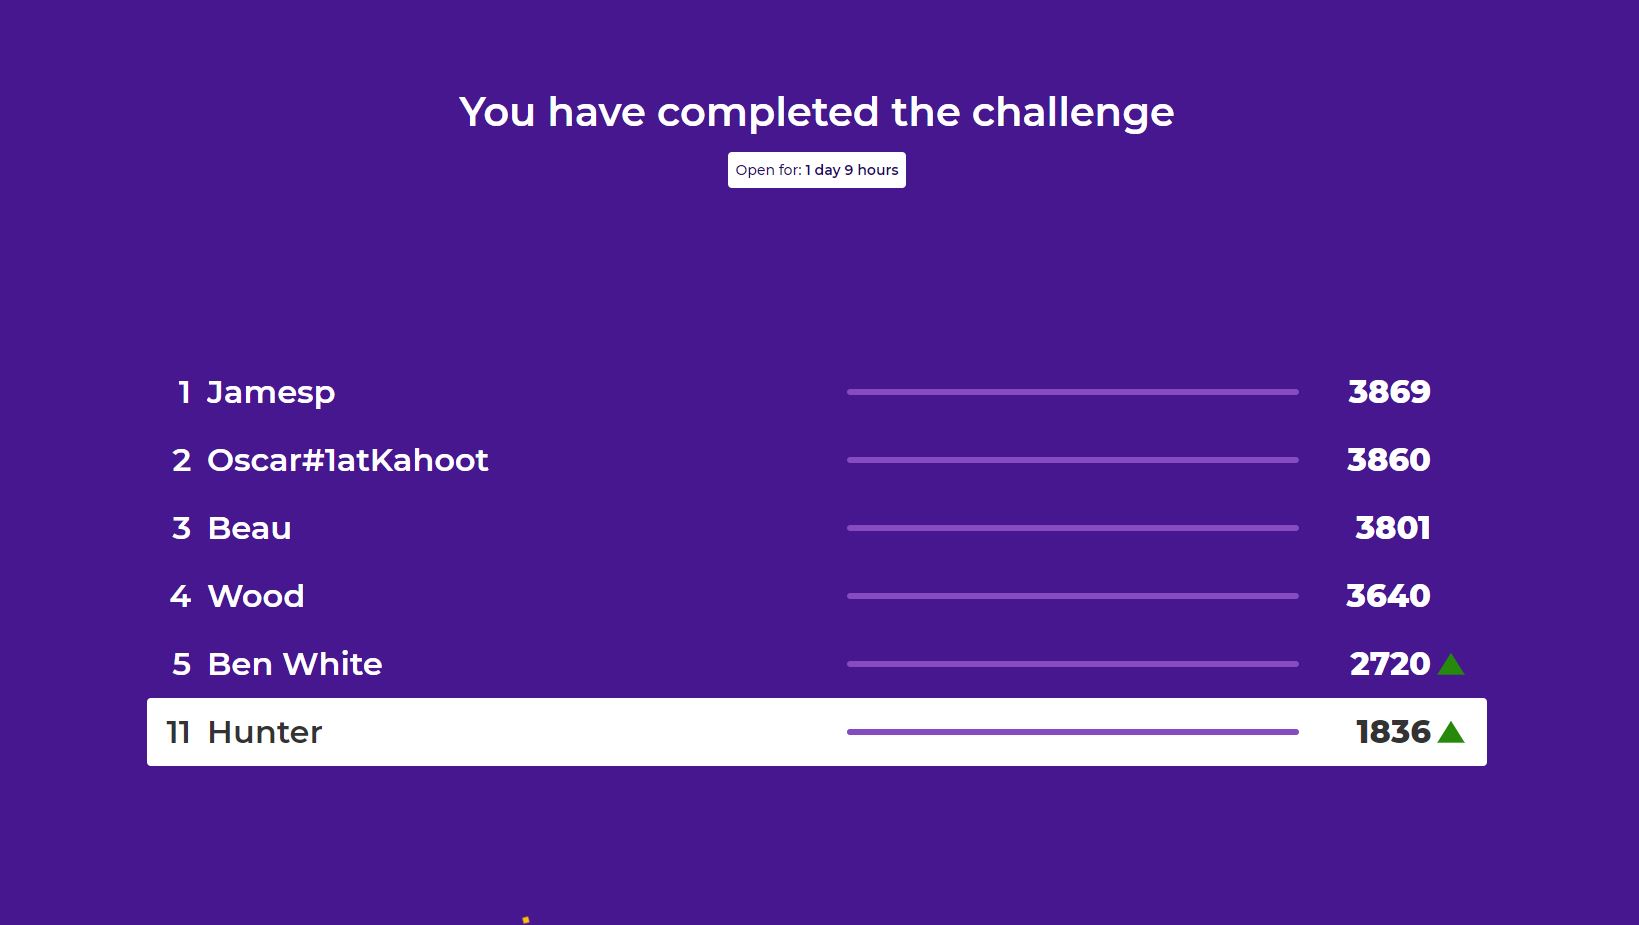 You have completed the challenge
Open for: 1 day 9 hours
1 Jamesp 3869
2 Oscar#1atKahoot 3860
3 Beau 3801
4 Wood 3640
5 Ben White 2720
11 Hunter 1836